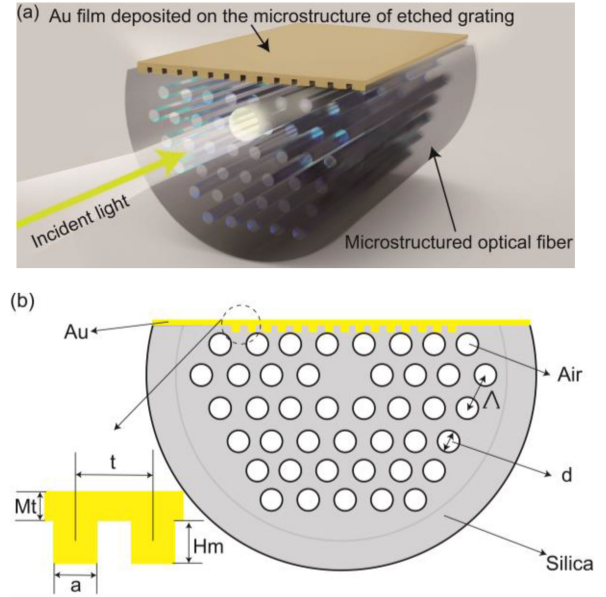 (a) Au film deposited on the microstructure of etched grating
Incident light
Microstructured optical fiber
(b)
Au
Air
Λ
t
d
Mt
Hm
a
Silica